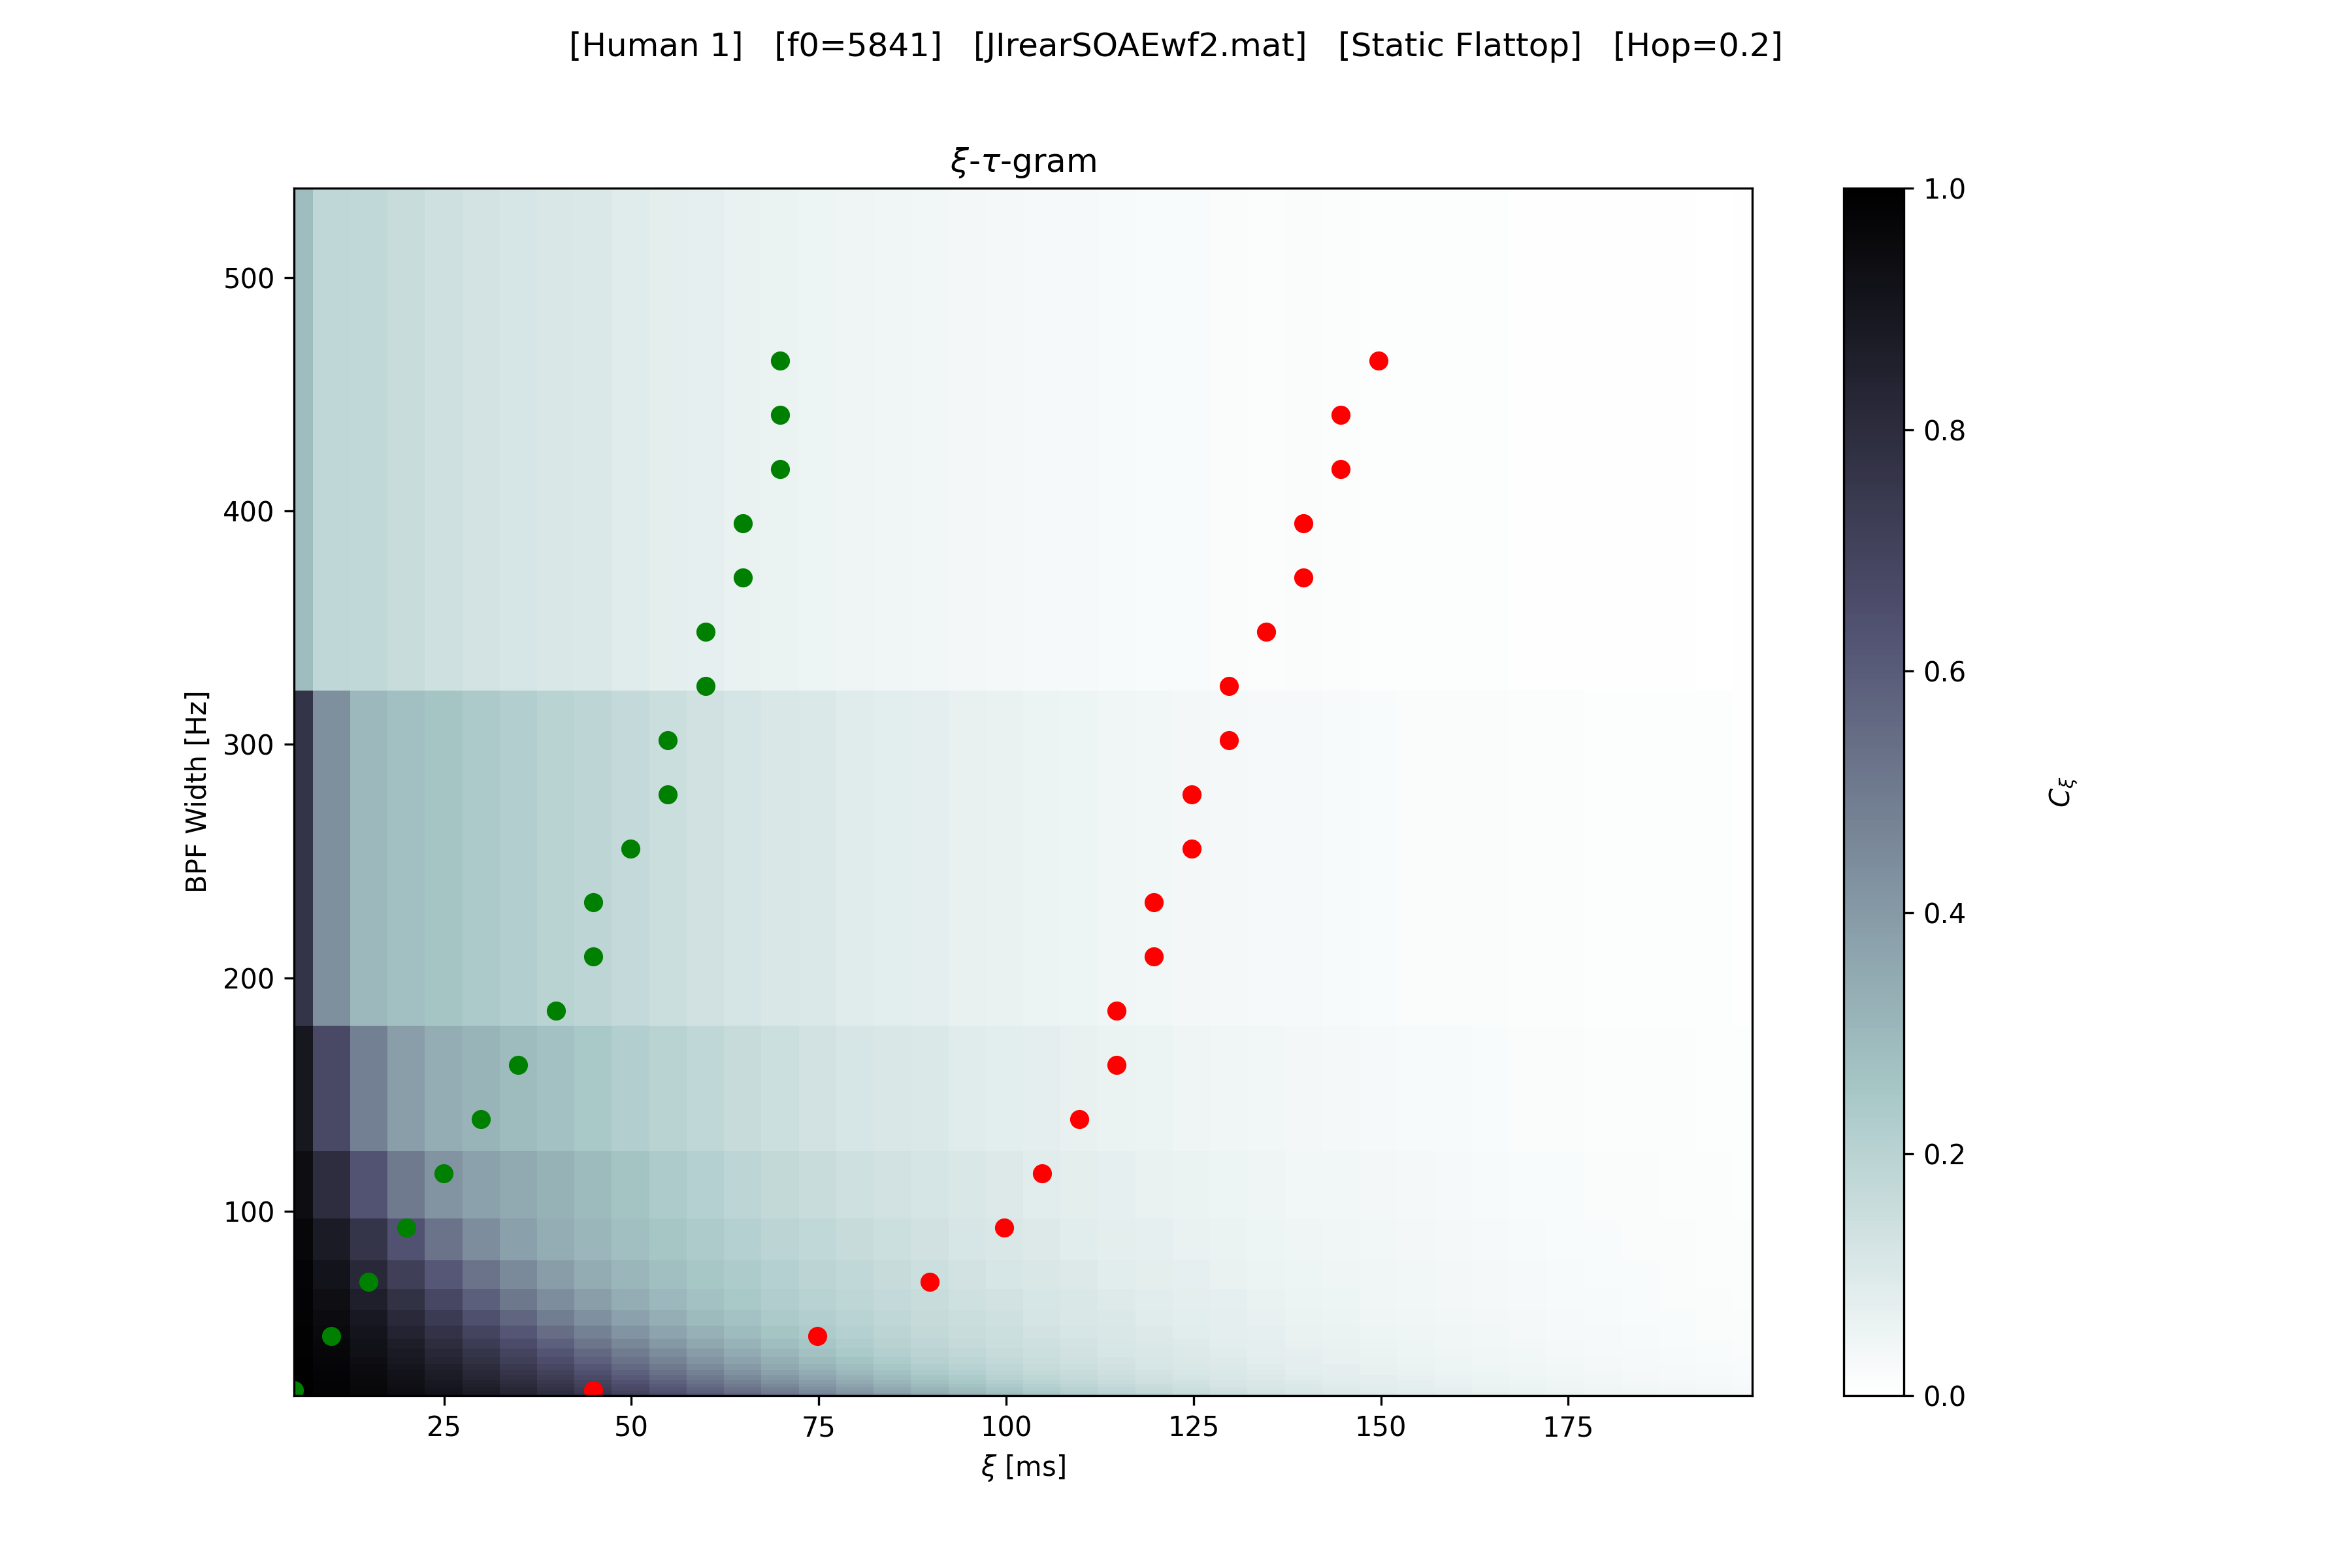 [Human 1]   [f0=5841]   [JIrearSOAEwf2.mat]   [Static Flattop]   [Hop=0.2]
ξ-τ-gram
BPF Width [Hz]
500
400
300
200
100
25 50 75 100 125 150 175
ξ [ms]
1.0
0.8
0.6
0.4
0.2
0.0
Cξ